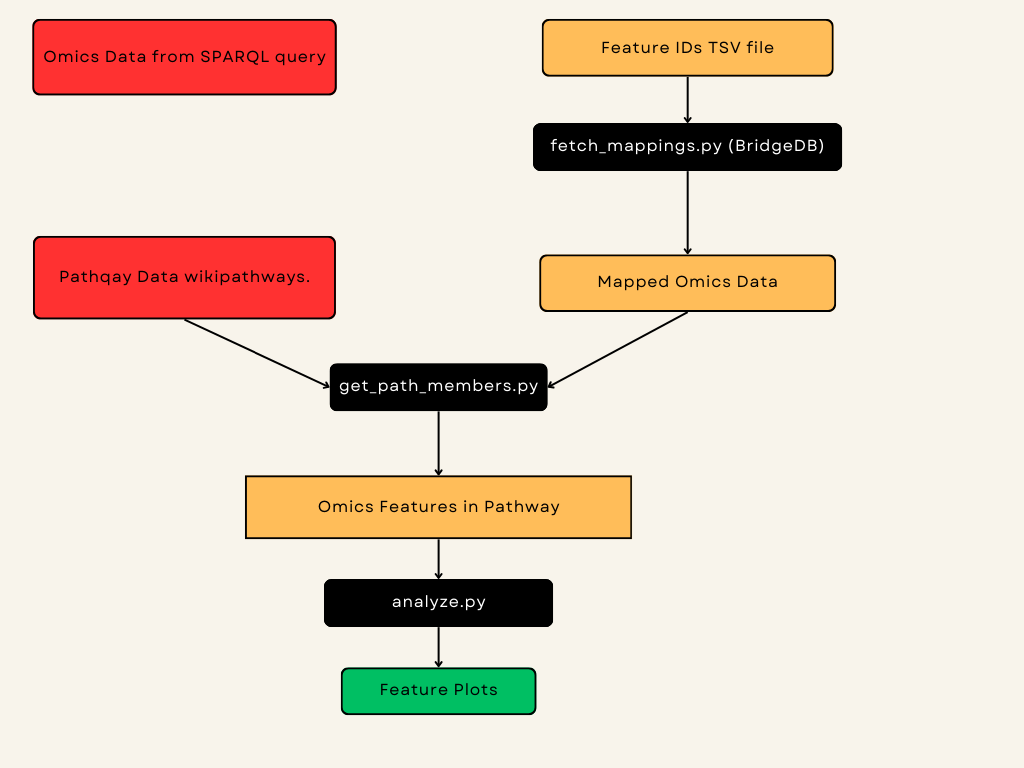 Omics Data from SPARQL query
Feature IDs TSV file
fetch_mappings.py (BridgeDB)
Pathqay Data wikipathways.
Mapped Omics Data
get_path_members.py
Omics Features in Pathway
analyze.py
Feature Plots